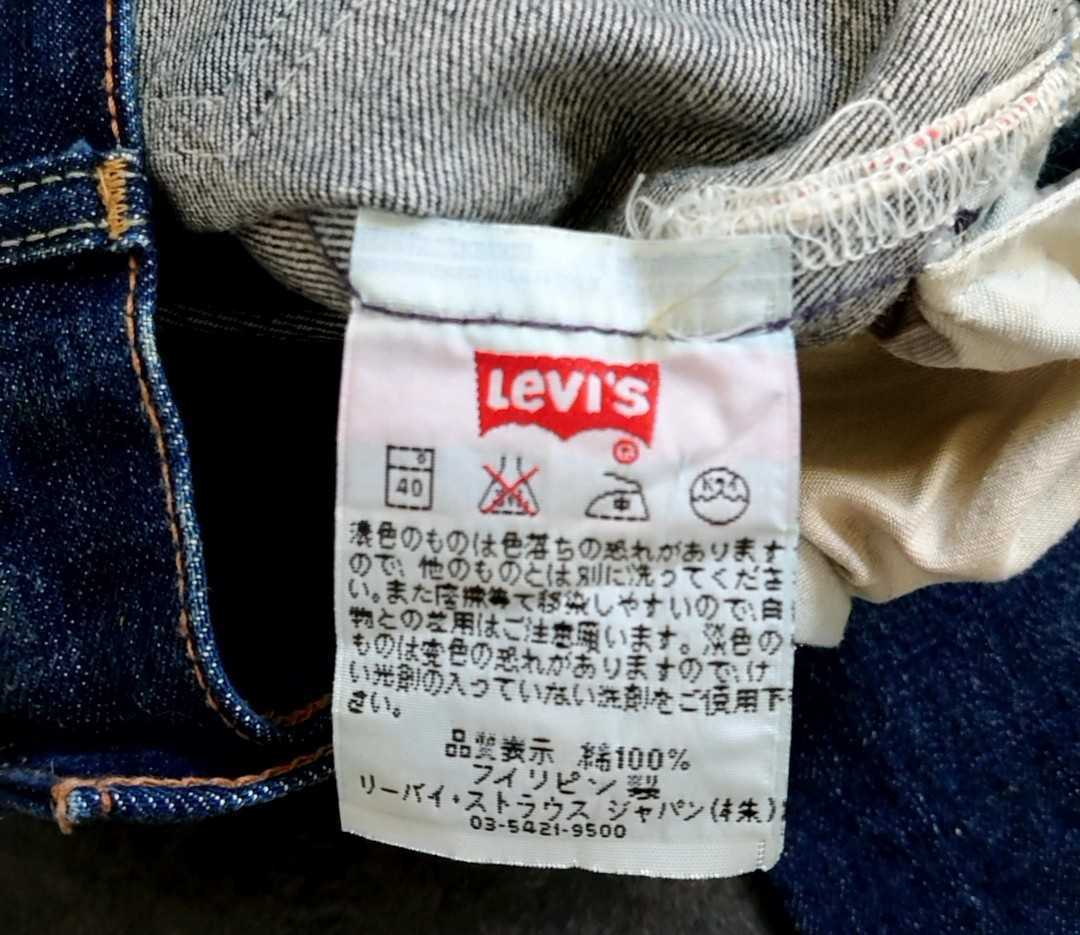 Levi's
40
中
濃色のものは色落ちの恐れがあります
ので、他のものとは別に洗ってくださ
い。また摩擦等で移染しやすいので、白
物との芝用はご注意願います。淡色の
ものは変色の恐れがありますので、け
い光剤の入っていない洗剤をご使用下
さい。
品質表示 綿100%
フィリピン製
リーバイ・ストラウス ジャパン(株)
03-5421-9500